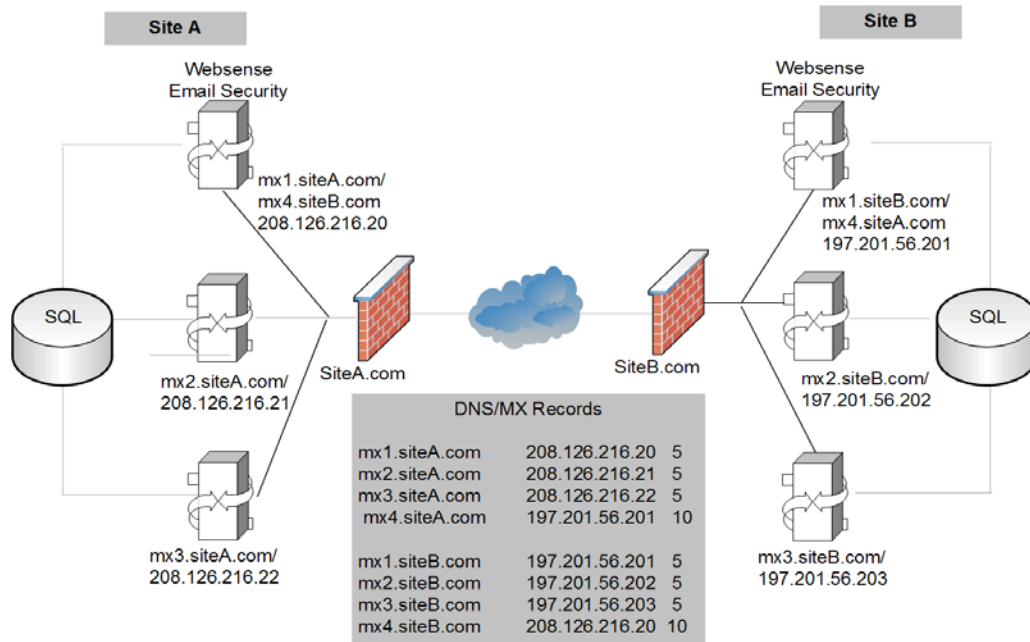 Site A
Site B
Websense
Email Security
Websense
Email Security
mx1.siteA.com/
mx4.siteB.com
208.126.216.20
mx1.siteB.com/
mx4.siteA.com
197.201.56.201
SQL
SQL
SiteA.com
SiteB.com
mx2.siteA.com/
208.126.216.21
mx2.siteB.com/
197.201.56.202
DNS/MX Records
mx1.siteA.com 208.126.216.20 5
mx2.siteA.com 208.126.216.21 5
mx3.siteA.com 208.126.216.22 5
mx4.siteA.com 197.201.56.201 10
mx1.siteB.com 197.201.56.201 5
mx2.siteB.com 197.201.56.202 5
mx3.siteB.com 197.201.56.203 5
mx4.siteB.com 208.126.216.20 10
mx3.siteA.com/
208.126.216.22
mx3.siteB.com/
197.201.56.203